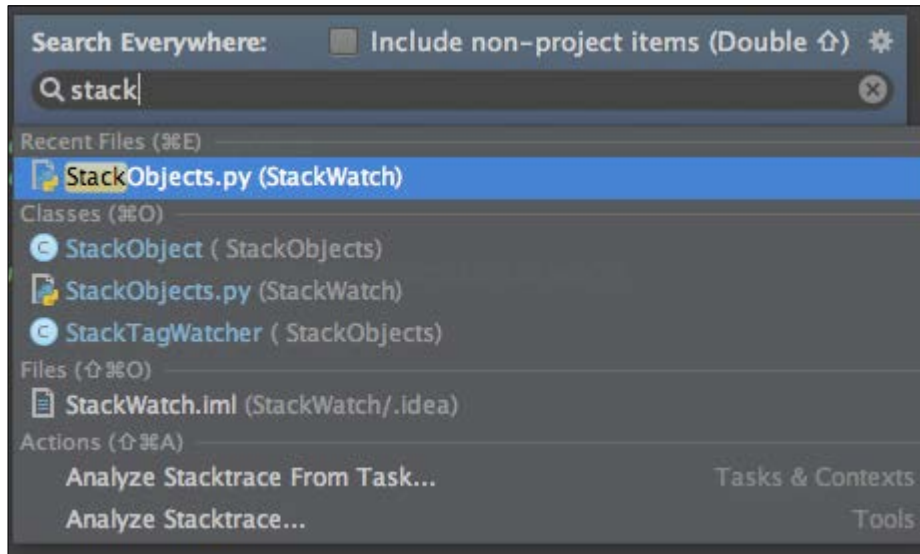 Search Everywhere: Include non-project items (Double ⇧)
stack
Recent Files (⌘E)
StackObjects.py (StackWatch)
Classes (⌘O)
StackObject ( StackObjects)
StackObjects.py (StackWatch)
StackTagWatcher ( StackObjects)
Files (⇧⌘O)
StackWatch.iml (StackWatch/.idea)
Actions (⇧⌘A)
Analyze Stacktrace From Task... Tasks & Contexts
Analyze Stacktrace... Tools